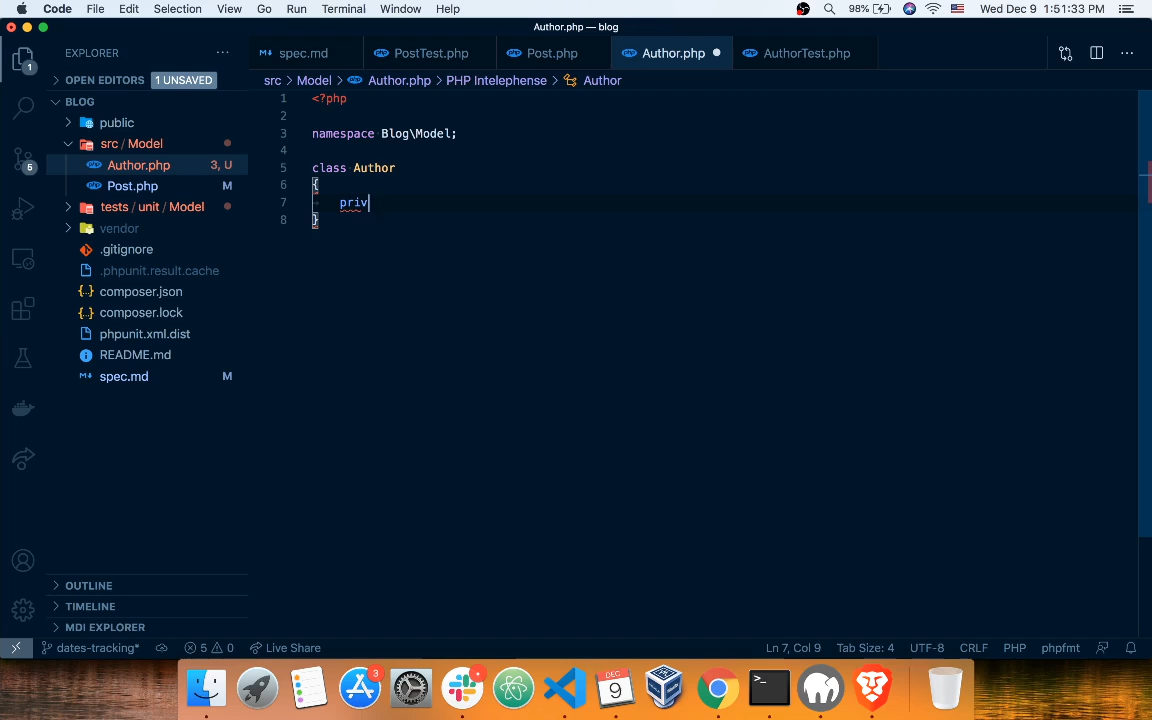 Code File Edit Selection View Go Run Terminal Window Help 98% Wed Dec 9 1:51:33 PM
Author.php — blog
EXPLORER ...
spec.md PostTest.php Post.php Author.php AuthorTest.php ...
OPEN EDITORS 1 UNSAVED
src > Model > Author.php > PHP Intelephense > Author
BLOG
public
src / Model
Author.php 3, U
Post.php M
tests / unit / Model
vendor
.gitignore
.phpunit.result.cache
composer.json
composer.lock
phpunit.xml.dist
README.md
spec.md M
1 <?php
2
3 namespace Blog\Model;
4
5 class Author
6 {
7 priv
8 }
1
5
OUTLINE
TIMELINE
MDI EXPLORER
dates-tracking* 5 0 Live Share Ln 7, Col 9 Tab Size: 4 UTF-8 CRLF PHP phpfmt
3
DEC
9
>_